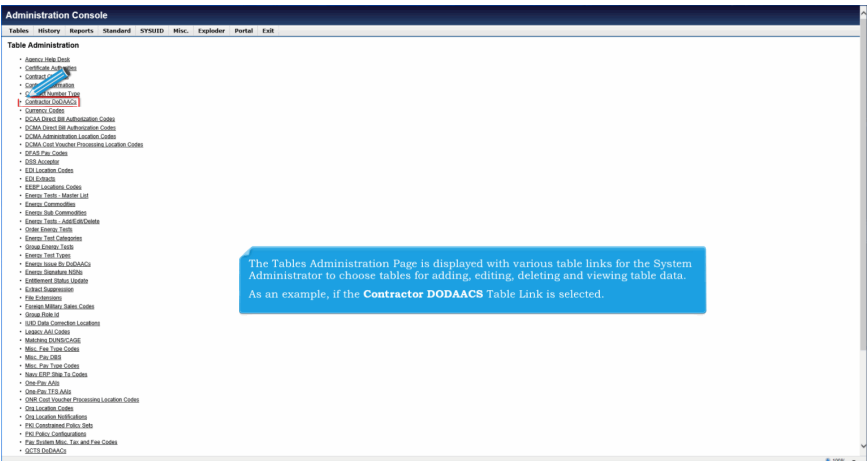 Administration Console
Tables History Reports Standard SYSUID Misc. Exploder Portal Exit
Table Administration
Agency Help Desk
Certificate Authorities
Contract
Number Type
Contractor DoDAACs
Currency Codes
DCAA Direct Bill Authorization Codes
DCMA Direct Bill Authorization Codes
DCMA Administration Location Codes
DCMA Cost Voucher Processing Location Codes
DFAS Pay Codes
DSS Acceptor
EDI Location Codes
EDI Extracts
EEBP Locations Codes
Energy Tests - Master List
Energy Commodities
Energy Sub Commodities
Energy Tests - Add/Edit/Delete
Order Energy Tests
Energy Test Categories
Group Energy Tests
Energy Test Types
Energy Issue By DoDAACs
Energy Signature NSNs
Entitlement Status Update
Extract Suppression
File Extensions
Foreign Military Sales Codes
Group Role Id
IUID Data Correction Locations
Legacy AAI Codes
Matching DUNS/CAGE
Misc. Fee Type Codes
Misc. Pay DBS
Misc. Pay Type Codes
Navy ERP Ship To Codes
One-Pay AAIs
One-Pay TFS AAIs
ONR Cost Voucher Processing Location Codes
Org Location Codes
Org Location Notifications
PKI Constrained Policy Sets
PKI Policy Configurations
Pay System Misc. Tax and Fee Codes
QCTS DoDAACs
The Tables Administration Page is displayed with various table links for the System
Administrator to choose tables for adding, editing, deleting and viewing table data.
As an example, if the Contractor DODAACS Table Link is selected.